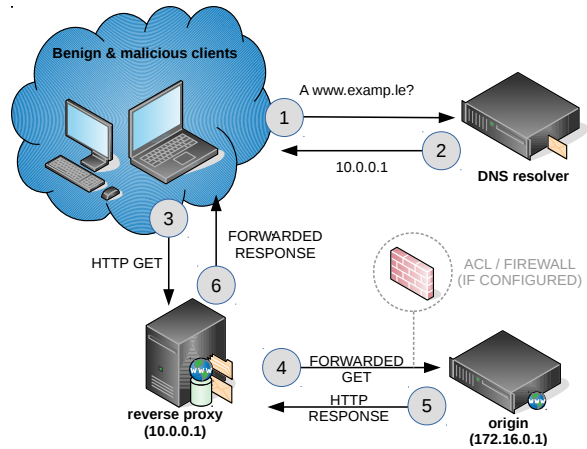 Benign & malicious clients
A www.examp.le?
1
2
10.0.0.1
DNS resolver
3
HTTP GET
FORWARDED
RESPONSE
6
ACL / FIREWALL
(IF CONFIGURED)
4
FORWARDED
GET
HTTP
RESPONSE
5
WWW
reverse proxy
(10.0.0.1)
WWW
origin
(172.16.0.1)